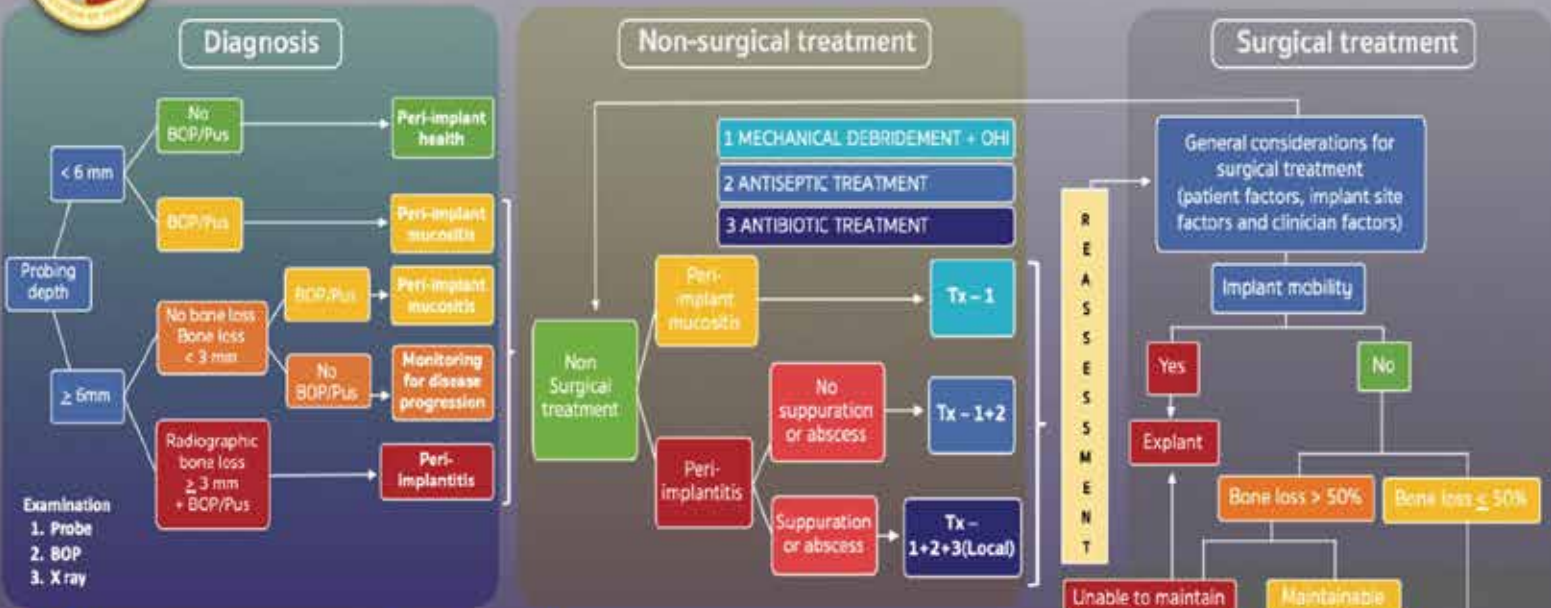 Diagnosis
No
BOP/Pus
Peri-implant
health
< 6 mm
BOP/Pus
Peri-implant
mucositis
Probing
depth
No bone loss
Bone loss
< 3 mm
BOP/Pus
Peri-implant
mucositis
No
BOP/Pus
Monitoring
for disease
progression
≥ 6mm
Radiographic
bone loss
≥ 3 mm
+ BOP/Pus
Peri-
implantitis
Examination
1. Probe
2. BOP
3. X ray
Non-surgical treatment
1 MECHANICAL DEBRIDEMENT + OHI
2 ANTISEPTIC TREATMENT
3 ANTIBIOTIC TREATMENT
Non
Surgical
treatment
Peri-
implant
mucositis
Tx – 1
Peri-
implantitis
No
suppuration
or abscess
Tx – 1+2
Suppuration
or abscess
Tx –
1+2+3(Local)
REASSESSMENT
Surgical treatment
General considerations for
surgical treatment
(patient factors, implant site
factors and clinician factors)
Implant mobility
Yes
No
Explant
Bone loss > 50%
Bone loss ≤ 50%
Unable to maintain
Maintainable